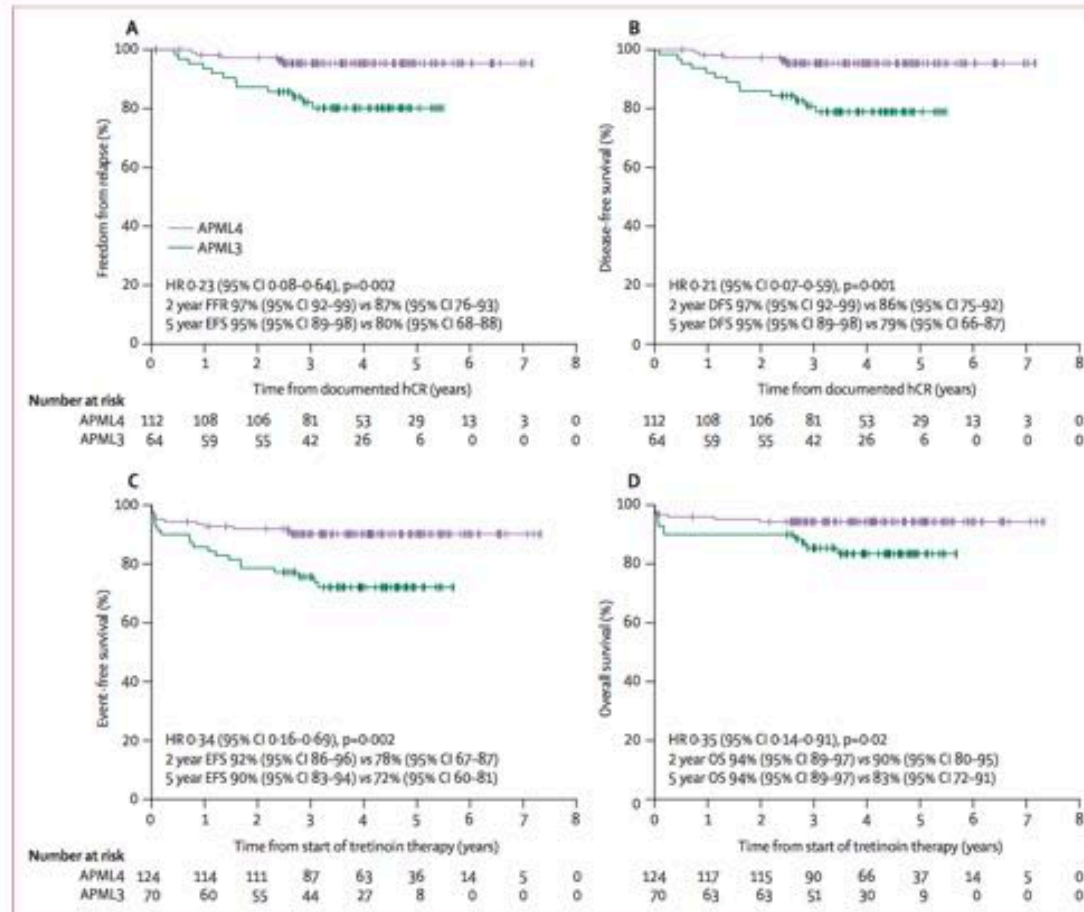 A
100
80
60
40
20
0
Freedom from relapse (%)
APML4
APML3
HR 0·23 (95% CI 0·08–0·64), p=0·002
2 year FFR 97% (95% CI 92–99) vs 87% (95% CI 76–93)
5 year EFS 95% (95% CI 89–98) vs 80% (95% CI 68–88)
0 1 2 3 4 5 6 7 8
Time from documented hCR (years)
Number at risk
APML4 112 108 106 81 53 29 13 3 0
APML3 64 59 55 42 26 6 0 0 0
B
100
80
60
40
20
0
Disease-free survival (%)
HR 0·21 (95% CI 0·07–0·59), p=0·001
2 year DFS 97% (95% CI 92–99) vs 86% (95% CI 75–92)
5 year DFS 95% (95% CI 89–98) vs 79% (95% CI 66–87)
0 1 2 3 4 5 6 7 8
Time from documented hCR (years)
112 108 106 81 53 29 13 3 0
64 59 55 42 26 6 0 0 0
C
100
80
60
40
20
0
Event-free survival (%)
HR 0·34 (95% CI 0·16–0·69), p=0·002
2 year EFS 92% (95% CI 86–96) vs 78% (95% CI 67–87)
5 year EFS 90% (95% CI 83–94) vs 72% (95% CI 60–81)
0 1 2 3 4 5 6 7 8
Time from start of tretinoin therapy (years)
Number at risk
APML4 124 114 111 87 63 36 14 5 0
APML3 70 60 55 44 27 8 0 0 0
D
100
80
60
40
20
0
Overall survival (%)
HR 0·35 (95% CI 0·14–0·91), p=0·02
2 year OS 94% (95% CI 89–97) vs 90% (95% CI 80–95)
5 year OS 94% (95% CI 89–97) vs 83% (95% CI 72–91)
0 1 2 3 4 5 6 7 8
Time from start of tretinoin therapy (years)
124 117 115 90 66 37 14 5 0
70 63 63 51 30 9 0 0 0